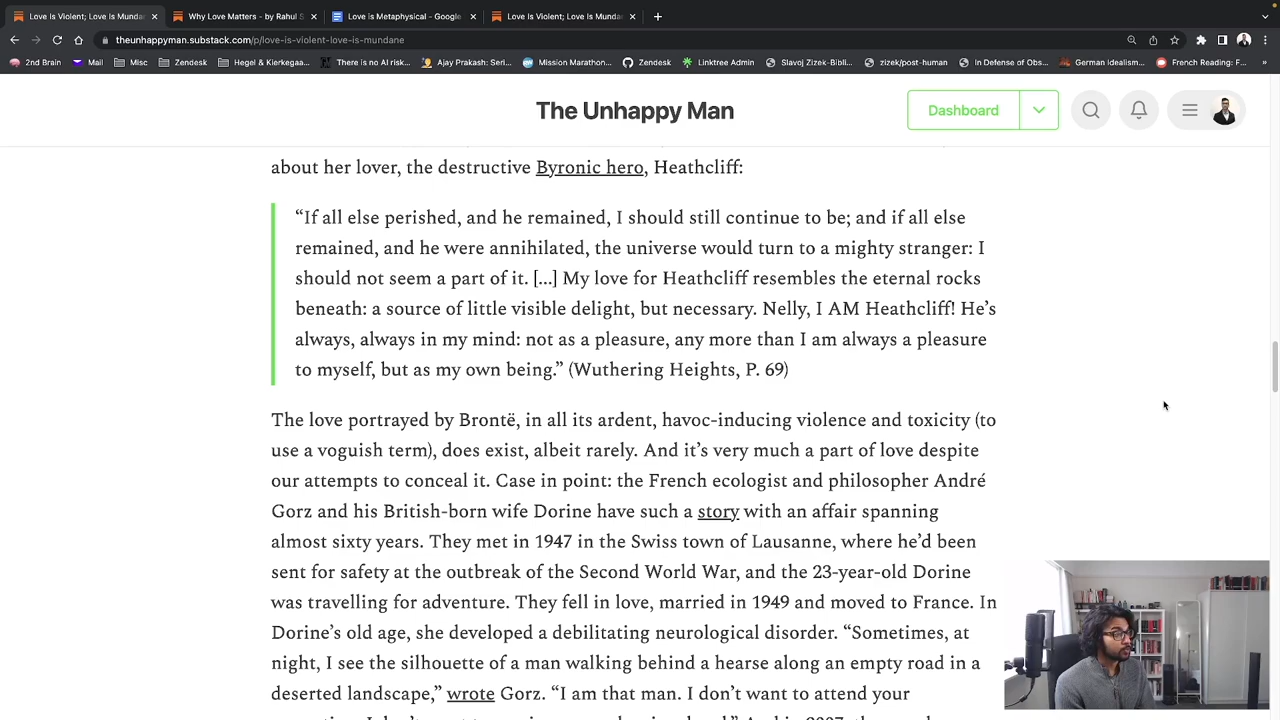 Love is Violent; Love is Munda
Why Love Matters - by Rahul S
Love is Metaphysical - Google
Love is Violent; Love is Munda
theunhappyman.substack.com/p/love-is-violent-love-is-mundane
2nd Brain
Mail
Misc
Zendesk
Hegel & Kierkegaa...
There is no AI risk...
Ajay Prakash: Seri...
Mission Marathon...
Zendesk
Linktree Admin
Slavoj Zizek-Bibli...
zizek/post-human
In Defense of Obs...
German Idealism...
French Reading: F...
»
The Unhappy Man
Dashboard
about her lover, the destructive Byronic hero, Heathcliff:
“If all else perished, and he remained, I should still continue to be; and if all else
remained, and he were annihilated, the universe would turn to a mighty stranger: I
should not seem a part of it. [...] My love for Heathcliff resembles the eternal rocks
beneath: a source of little visible delight, but necessary. Nelly, I AM Heathcliff! He’s
always, always in my mind: not as a pleasure, any more than I am always a pleasure
to myself, but as my own being.” (Wuthering Heights, P. 69)
The love portrayed by Brontë, in all its ardent, havoc-inducing violence and toxicity (to
use a voguish term), does exist, albeit rarely. And it’s very much a part of love despite
our attempts to conceal it. Case in point: the French ecologist and philosopher André
Gorz and his British-born wife Dorine have such a story with an affair spanning
almost sixty years. They met in 1947 in the Swiss town of Lausanne, where he’d been
sent for safety at the outbreak of the Second World War, and the 23-year-old Dorine
was travelling for adventure. They fell in love, married in 1949 and moved to France. In
Dorine’s old age, she developed a debilitating neurological disorder. “Sometimes, at
night, I see the silhouette of a man walking behind a hearse along an empty road in a
deserted landscape,” wrote Gorz. “I am that man. I don’t want to attend your